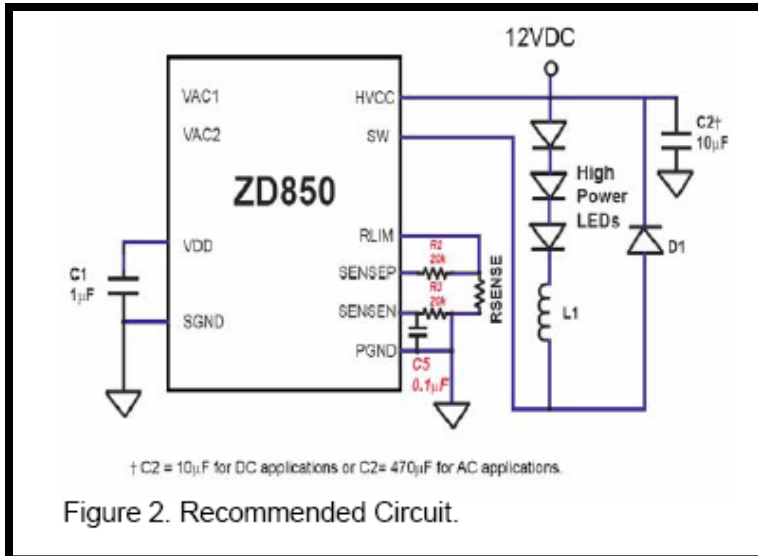 12VDC
VAC1
HVCC
C2†
10µF
VAC2
SW
High
Power
LEDs
ZD850
RLIM
R2
20k
D1
VDD
SENSEP
RSENSE
C1
1µF
R3
20k
L1
SGND
SENSEN
PGND
C5
0.1µF
† C2 = 10µF for DC applications or C2= 470µF for AC applications.
Figure 2. Recommended Circuit.